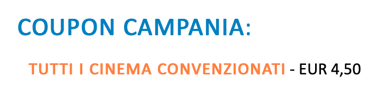 COUPON CAMPANIA:
TUTTI I CINEMA CONVENZIONATI - EUR 4,50